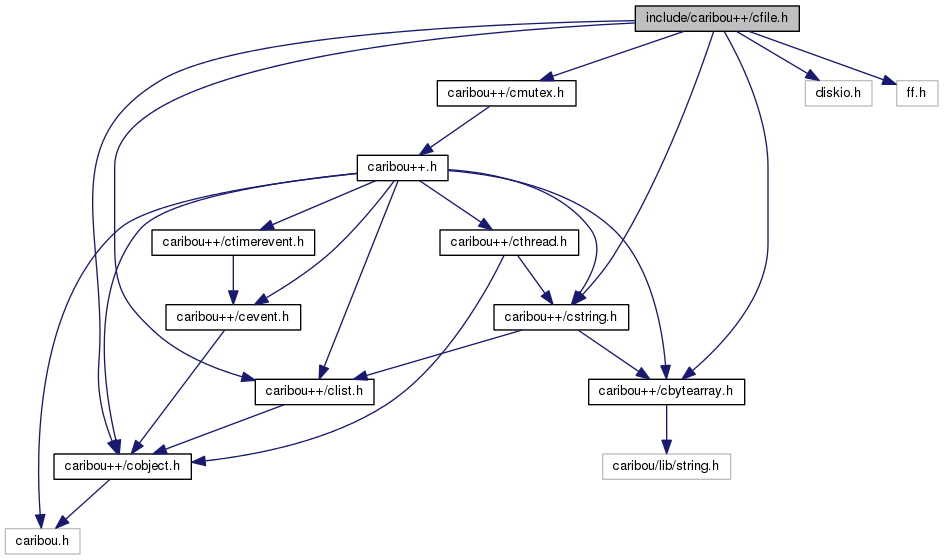 include/caribou++/cfile.h
caribou++/cmutex.h
diskio.h
ff.h
caribou++.h
caribou++/ctimerevent.h
caribou++/cthread.h
caribou++/cevent.h
caribou++/cstring.h
caribou++/clist.h
caribou++/cbytearray.h
caribou++/cobject.h
caribou/lib/string.h
caribou.h